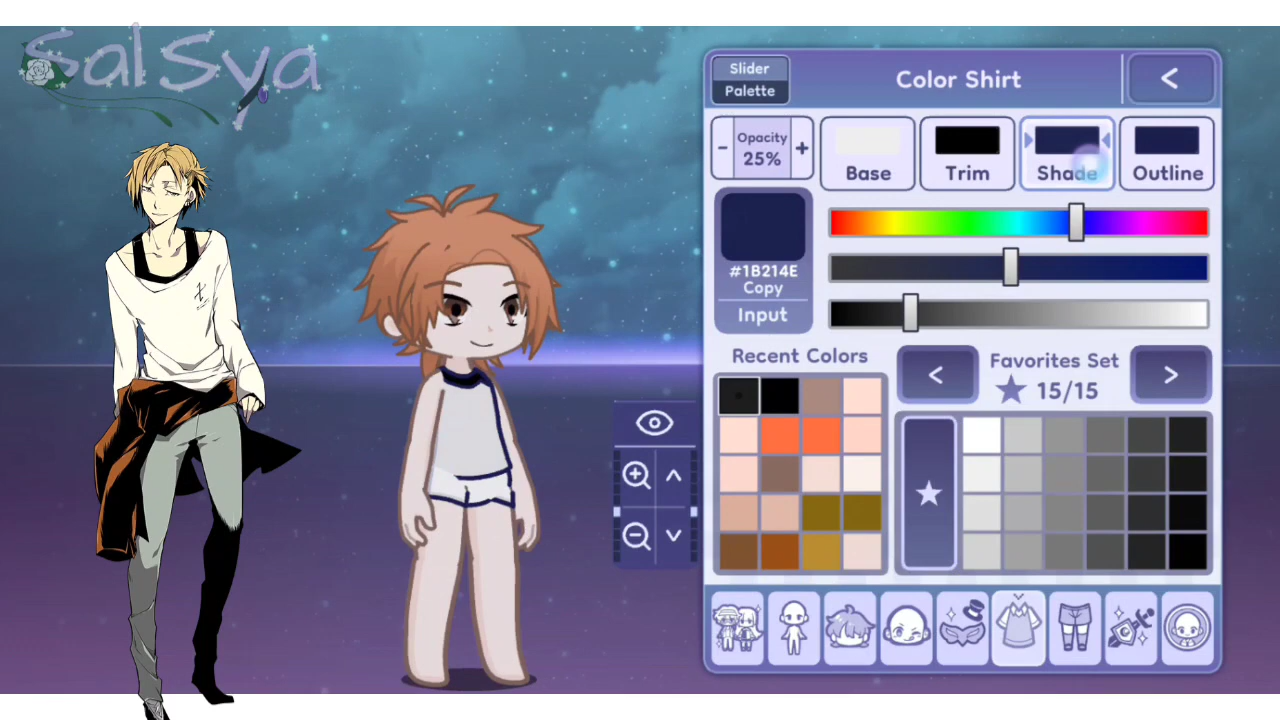 SalSya
Slider
Palette
Color Shirt
<
- Opacity +
25%
Base
Trim
Shade
Outline
#1B214E
Copy
Input
Recent Colors
< Favorites Set >
★ 15/15